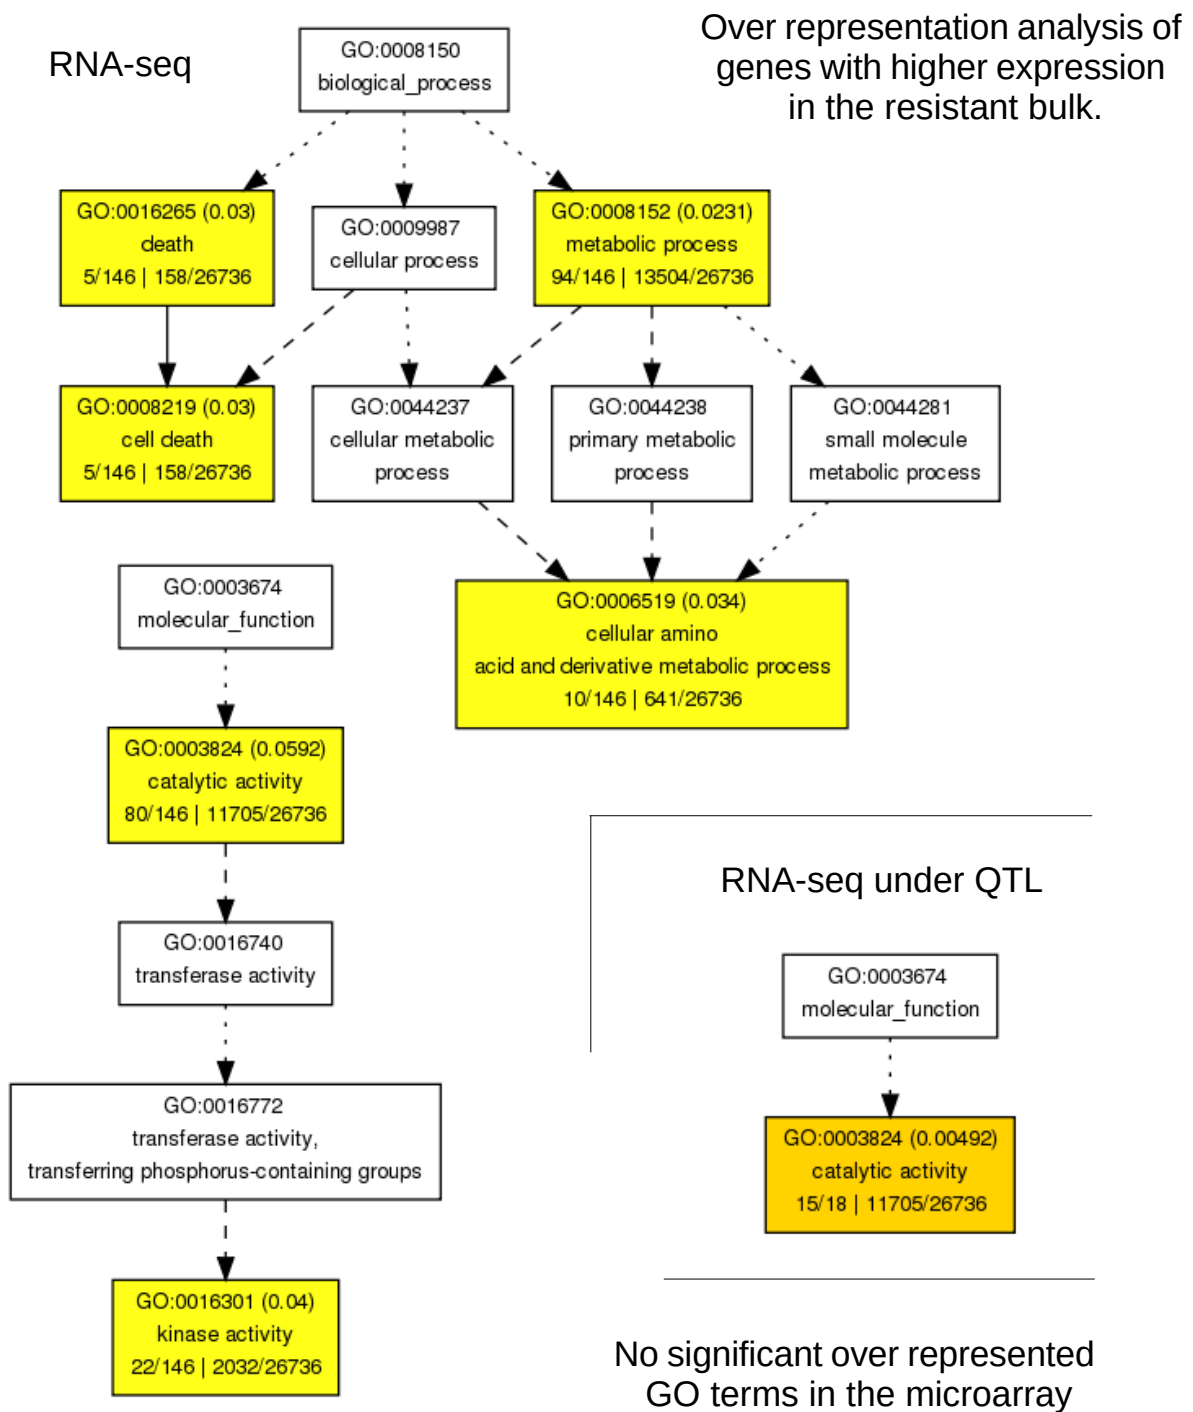 RNA-seq
Over representation analysis of
genes with higher expression
in the resistant bulk.
GO:0008150
biological_process
GO:0016265 (0.03)
death
5/146 | 158/26736
GO:0009987
cellular process
GO:0008152 (0.0231)
metabolic process
94/146 | 13504/26736
GO:0008219 (0.03)
cell death
5/146 | 158/26736
GO:0044237
cellular metabolic
process
GO:0044238
primary metabolic
process
GO:0044281
small molecule
metabolic process
GO:0006519 (0.034)
cellular amino
acid and derivative metabolic process
10/146 | 641/26736
GO:0003674
molecular_function
GO:0003824 (0.0592)
catalytic activity
80/146 | 11705/26736
GO:0016740
transferase activity
GO:0016772
transferase activity,
transferring phosphorus-containing groups
GO:0016301 (0.04)
kinase activity
22/146 | 2032/26736
RNA-seq under QTL
GO:0003674
molecular_function
GO:0003824 (0.00492)
catalytic activity
15/18 | 11705/26736
No significant over represented
GO terms in the microarray